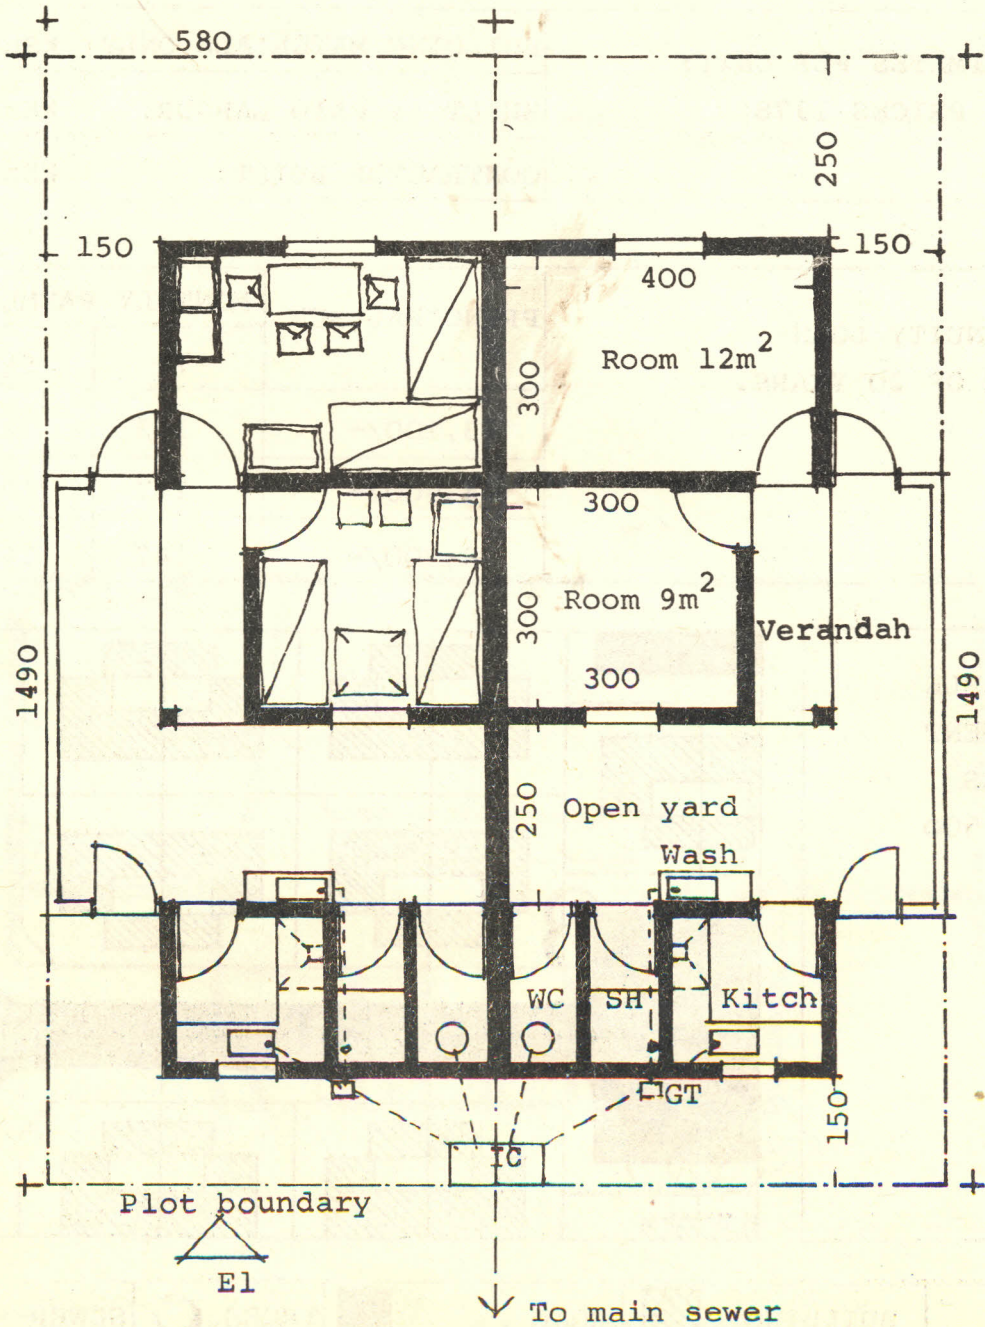 580
250
150
400
150
Room 12m²
300
300
Room 9m²
300
Verandah
300
1490
1490
250
Open yard
Wash
WC
SH
Kitch
GT
150
IC
Plot boundary
El
To main sewer